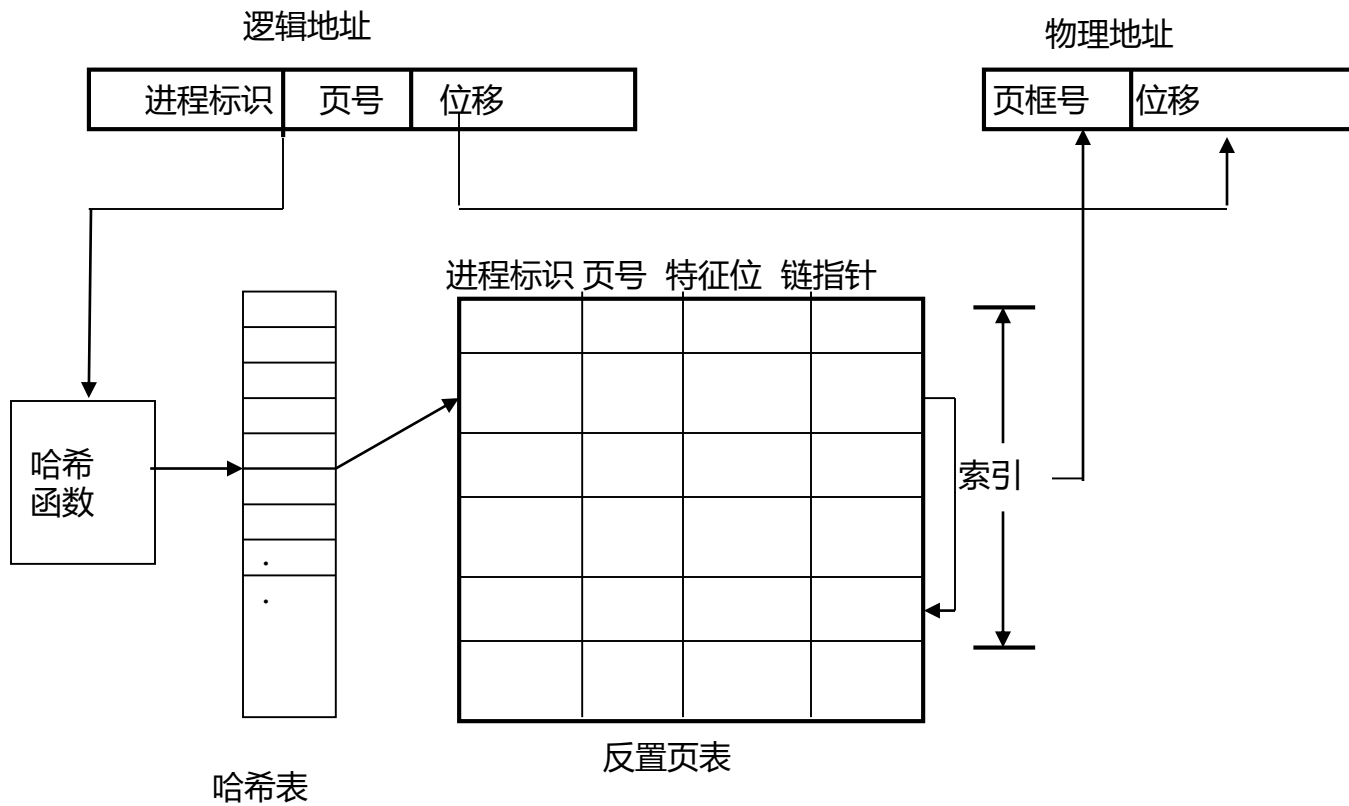 逻辑地址
物理地址
进程标识 页号 位移
页框号 位移
进程标识 页号 特征位 链指针
哈希
函数
索引
.
.
反置页表
哈希表